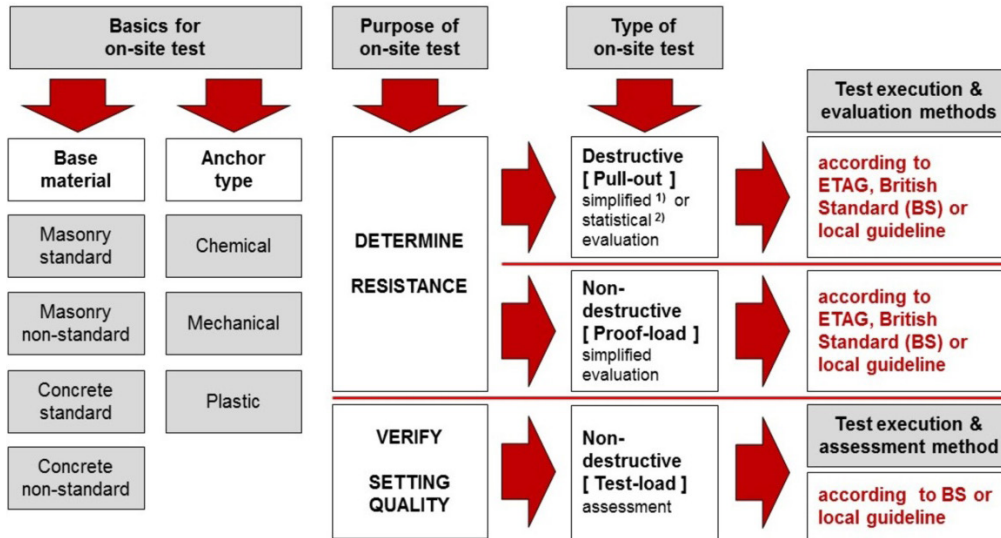 Basics for
on-site test
Purpose of
on-site test
Type of
on-site test
Test execution &
evaluation methods
Base
material
Anchor
type
Masonry
standard
Chemical
Masonry
non-standard
Mechanical
Concrete
standard
Plastic
Concrete
non-standard
DETERMINE
RESISTANCE
Destructive
[ Pull-out ]
simplified 1) or
statistical 2)
evaluation
according to
ETAG, British
Standard (BS) or
local guideline
Non-
destructive
[ Proof-load ]
simplified
evaluation
according to
ETAG, British
Standard (BS) or
local guideline
VERIFY
SETTING
QUALITY
Non-
destructive
[ Test-load ]
assessment
Test execution &
assessment method
according to BS or
local guideline